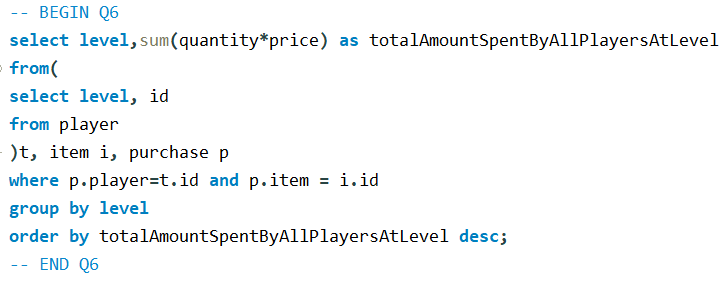 -- BEGIN Q6
select level,sum(quantity*price) as totalAmountSpentByAllPlayersAtLevel
from(
select level, id
from player
)t, item i, purchase p
where p.player=t.id and p.item = i.id
group by level
order by totalAmountSpentByAllPlayersAtLevel desc;
-- END Q6